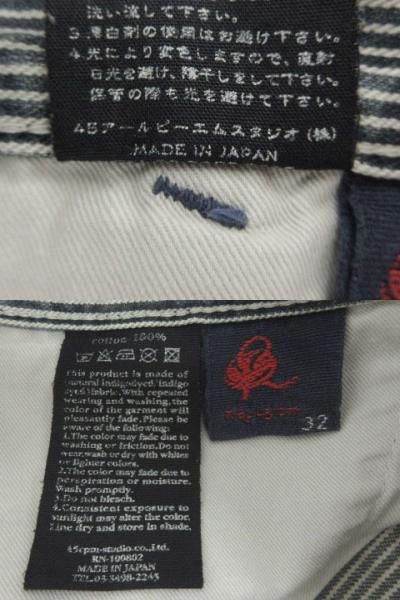 洗い流して下さい。
3.漂白剤の使用はお避け下さい。
4.光により変色しますので、直射
日光を避け、陰干しをして下さい。
保管の際も光を避けて下さい。
45アールピーエムスタジオ(株)
MADE IN JAPAN
cotton 100%
This product is made of
natural indigodyed/indigo
dyed fabric.With repeated
wearing and washing,the
color of the garment will
pleasantly fade.Please be
aware of the following:
1.The color may fade due to
washing or friction.Do not
wear,wash or dry with whites
or lighter colors.
2.The color may fade due to
perspiration or moisture.
Wash promptly.
3.Do not bleach.
4.Consistent exposure to
sunlight may alter the color.
Line dry and store in shade.
45rpm-studio co.,Ltd.
RN-100802
MADE IN JAPAN
TEL.03-3498-2245
45rpm
32